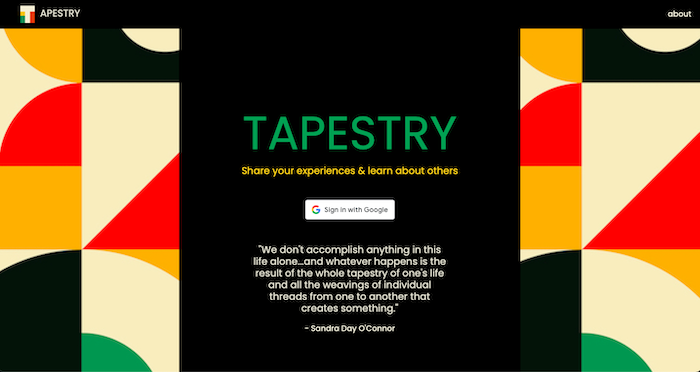 TAPESTRY
about
TAPESTRY
Share your experiences & learn about others
Sign in with Google
"We don't accomplish anything in this
life alone...and whatever happens is the
result of the whole tapestry of one's life
and all the weavings of individual
threads from one to another that
creates something."
- Sandra Day O'Connor